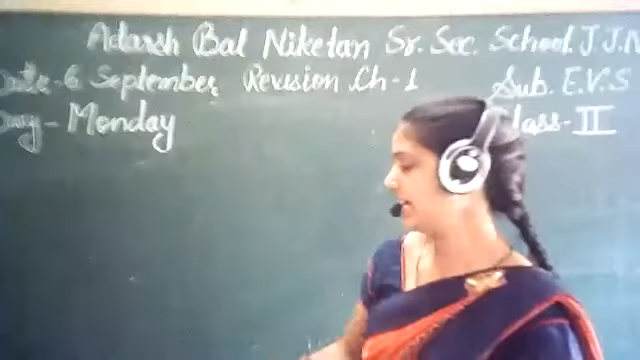 Adarsh Bal Niketan Sr. Sec. School. J J N
Date-6 September Revision Ch-1 Sub. E.V.S
Day-Monday Class-II